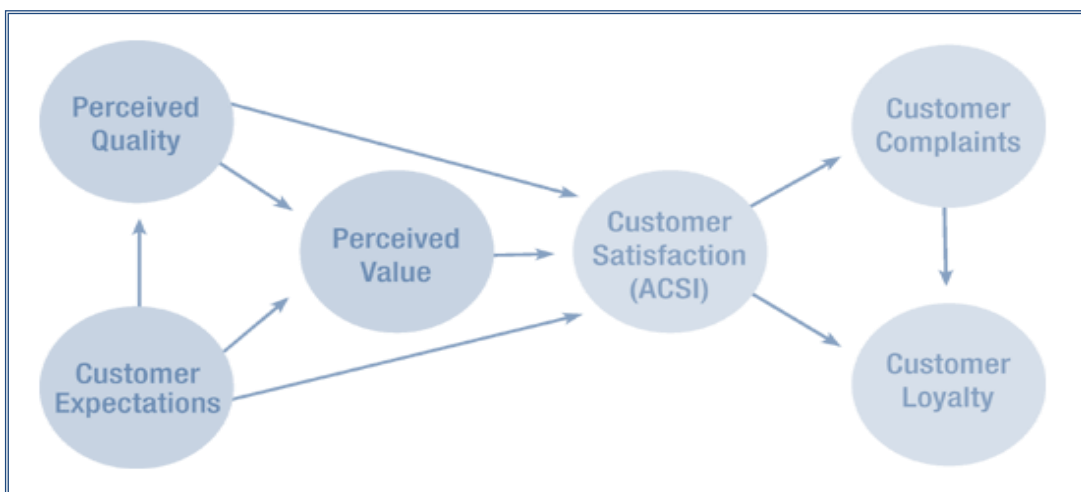 Perceived
Quality
Customer
Complaints
Perceived
Value
Customer
Satisfaction
(ACSI)
Customer
Expectations
Customer
Loyalty